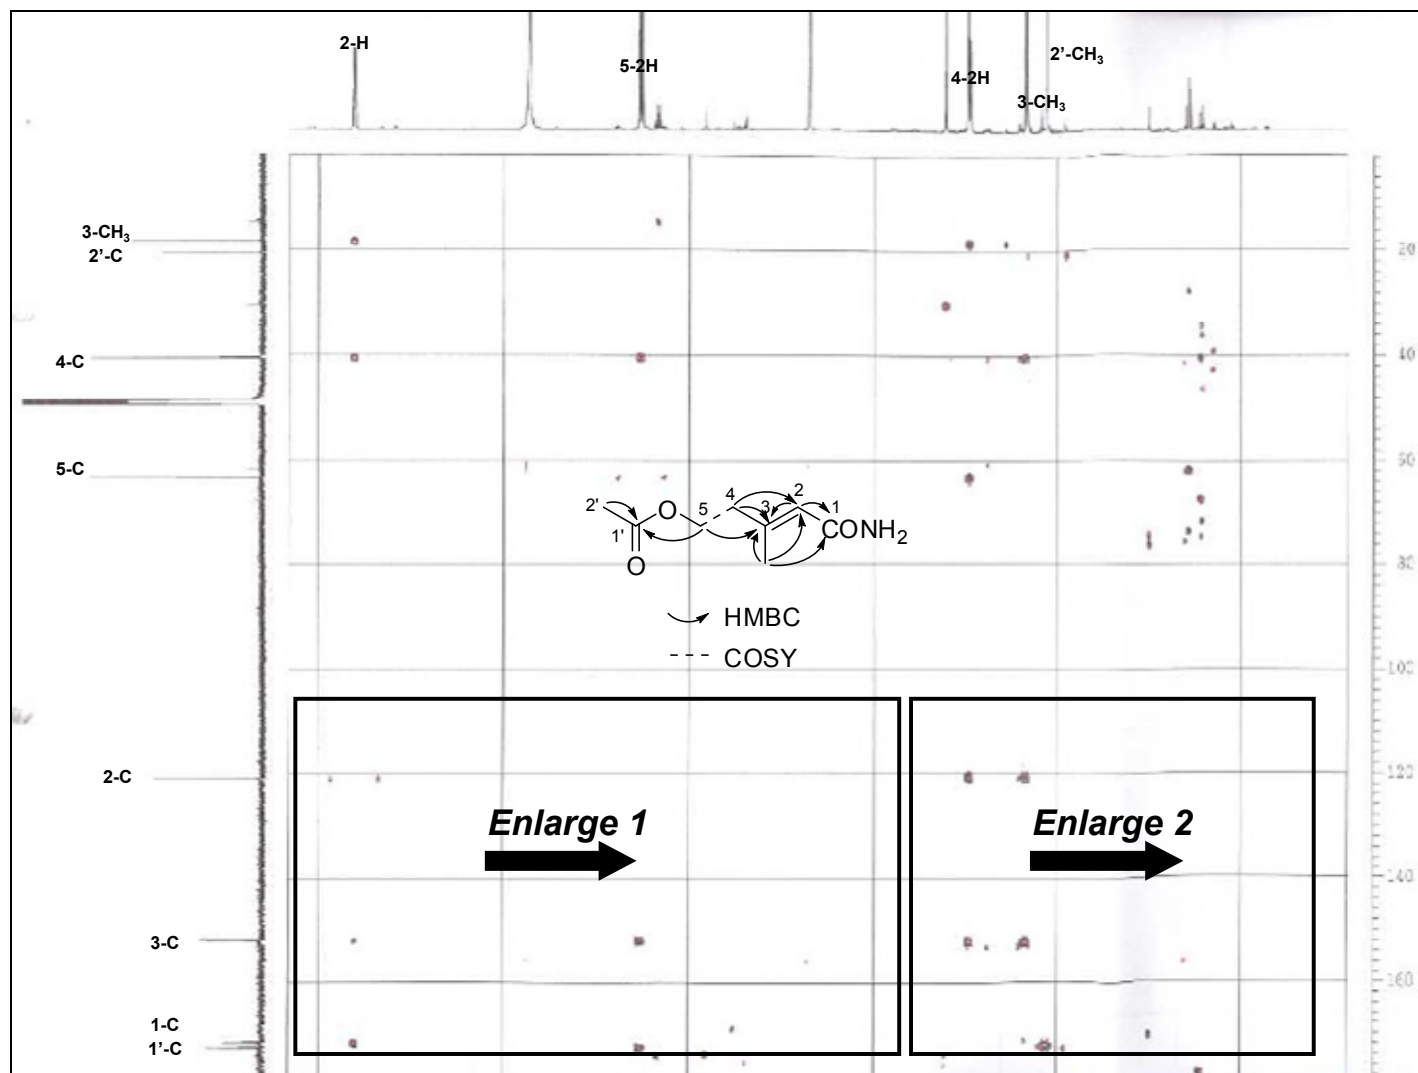 2-H
5-2H
4-2H
2'-CH3
3-CH3
3-CH3
2'-C
20
4-C
40
5-C
60
2'
1'
O
O
5
4
3
2
1
CONH2
80
HMBC
COSY
100
2-C
120
Enlarge 1
Enlarge 2
140
3-C
160
1-C
1'-C